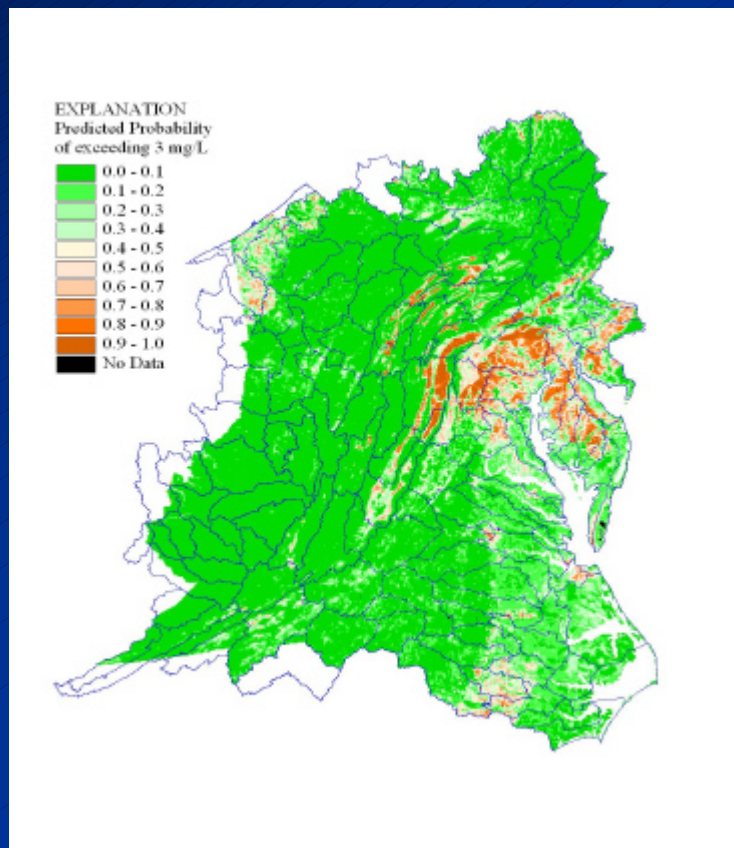 EXPLANATION
Predicted Probability
of exceeding 3 mg/L
0.0 - 0.1
0.1 - 0.2
0.2 - 0.3
0.3 - 0.4
0.4 - 0.5
0.5 - 0.6
0.6 - 0.7
0.7 - 0.8
0.8 - 0.9
0.9 - 1.0
No Data